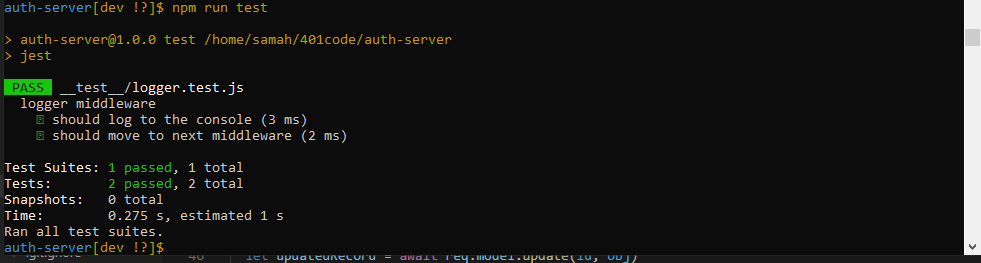 auth-server[dev !?]$ npm run test
> auth-server@1.0.0 test /home/samah/401code/auth-server
> jest
PASS __test__/logger.test.js
logger middleware
should log to the console (3 ms)
should move to next middleware (2 ms)
Test Suites: 1 passed, 1 total
Tests: 2 passed, 2 total
Snapshots: 0 total
Time: 0.275 s, estimated 1 s
Ran all test suites.
auth-server[dev !?]$
let updatedRecord = await req.model.update(id, obj)